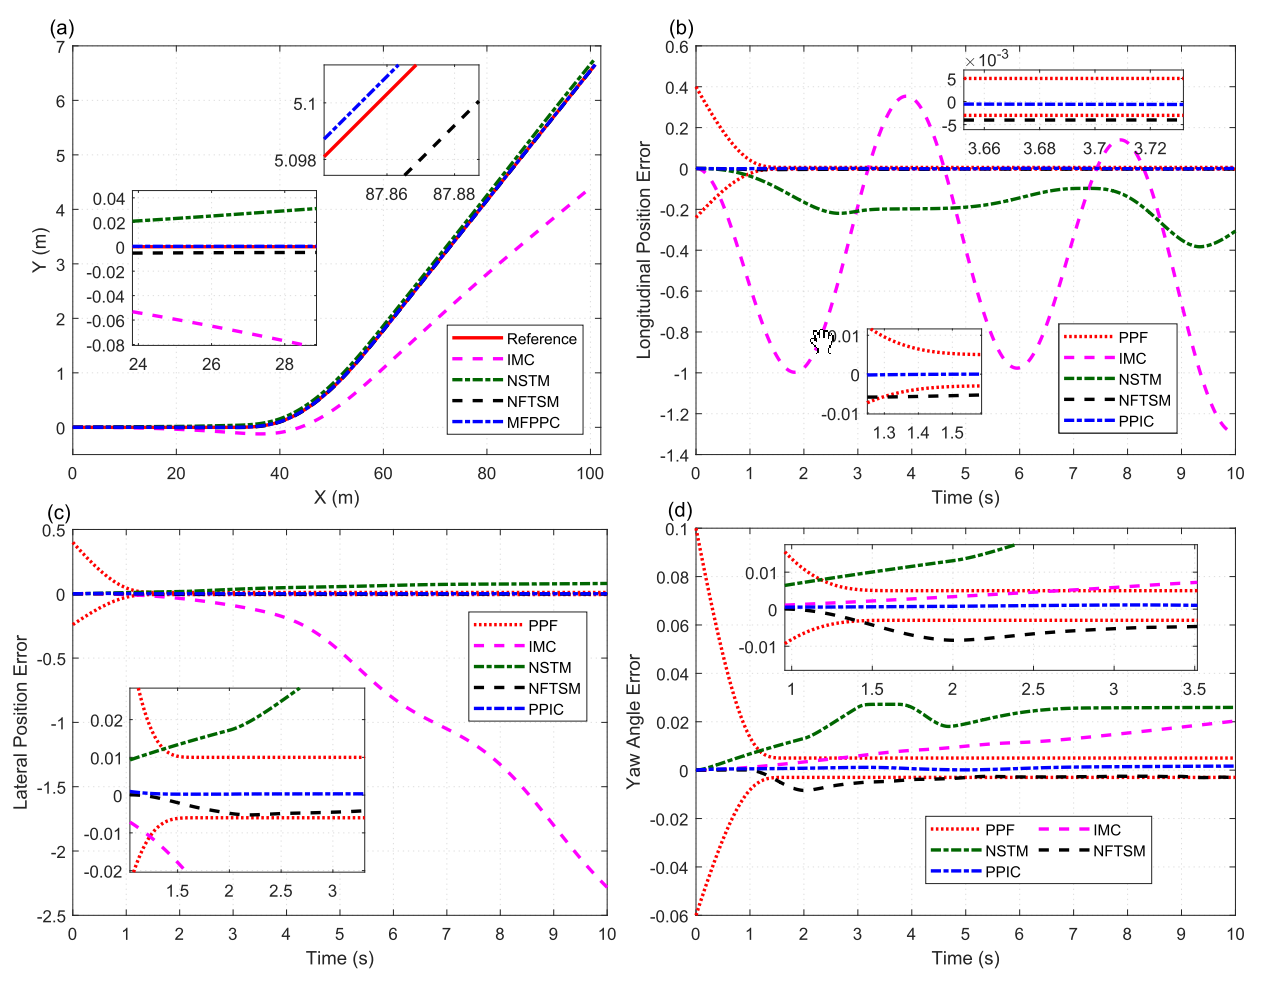 (a)
7
6
5
4
3
2
1
0
Y (m)
0
20
40
60
80
100
X (m)
5.1
5.098
87.86
87.88
0.04
0.02
0
-0.02
-0.04
-0.06
-0.08
24
26
28
Reference
IMC
NSTM
NFTSM
MFPPC
(b)
0.6
0.4
0.2
0
-0.2
-0.4
-0.6
-0.8
-1
-1.2
-1.4
Longitudinal Position Error
0 1 2 3 4 5 6 7 8 9 10
Time (s)
×10-3
5
0
-5
3.66 3.68 3.7 3.72
0.01
0
-0.01
1.3 1.4 1.5
PPF
IMC
NSTM
NFTSM
PPIC
(c)
0.5
0
-0.5
-1
-1.5
-2
-2.5
Lateral Position Error
0 1 2 3 4 5 6 7 8 9 10
Time (s)
0.02
0.01
0
-0.01
-0.02
1.5 2 2.5 3
PPF
IMC
NSTM
NFTSM
PPIC
(d)
0.1
0.08
0.06
0.04
0.02
0
-0.02
-0.04
-0.06
Yaw Angle Error
0 1 2 3 4 5 6 7 8 9 10
Time (s)
0.01
0
-0.01
1 1.5 2 2.5 3 3.5
PPF IMC
NSTM NFTSM
PPIC